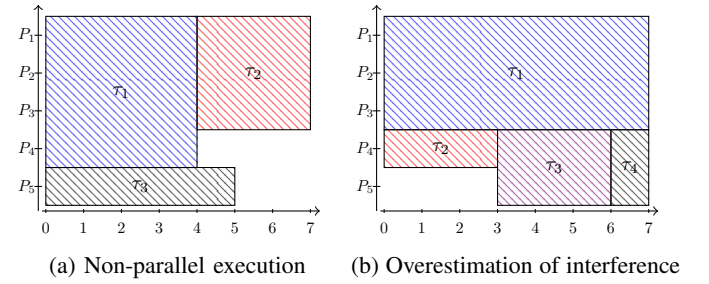 P₁
P₂
P₃
P₄
P₅
τ₁
τ₂
τ₃
0 1 2 3 4 5 6 7
(a) Non-parallel execution
P₁
P₂
P₃
P₄
P₅
τ₁
τ₂
τ₃
τ₄
0 1 2 3 4 5 6 7
(b) Overestimation of interference